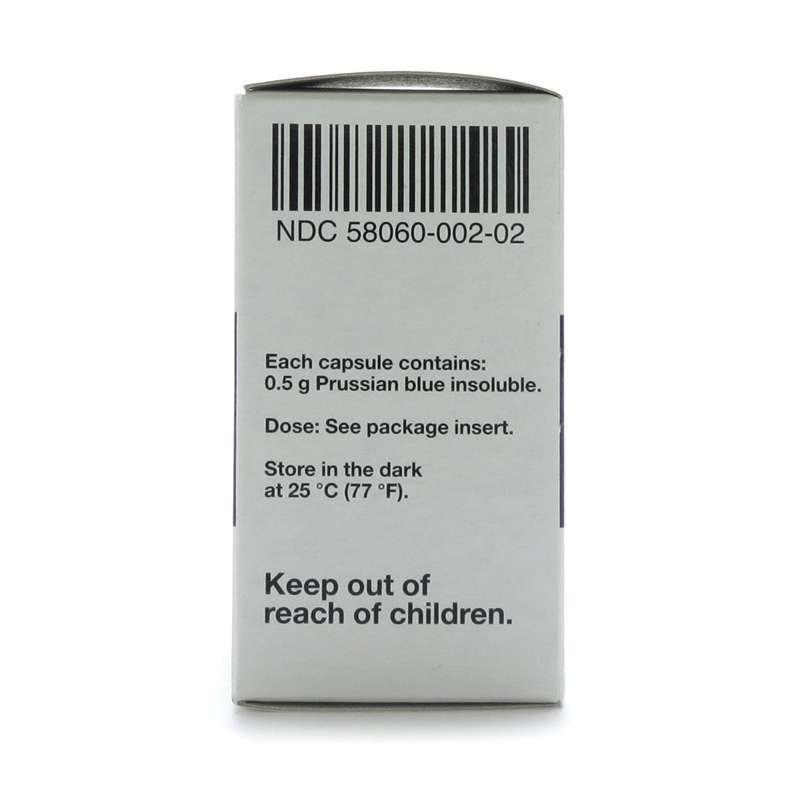 NDC 58060-002-02
Each capsule contains:
0.5 g Prussian blue insoluble.
Dose: See package insert.
Store in the dark
at 25 °C (77 °F).
Keep out of
reach of children.